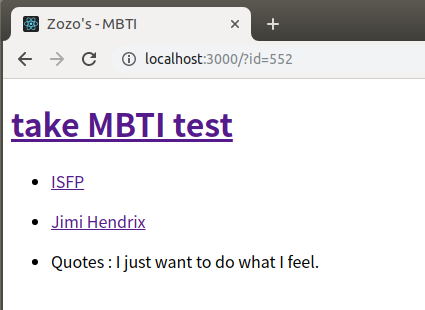 Zozo's - MBTI
localhost:3000/?id=552
take MBTI test
ISFP
Jimi Hendrix
Quotes : I just want to do what I feel.